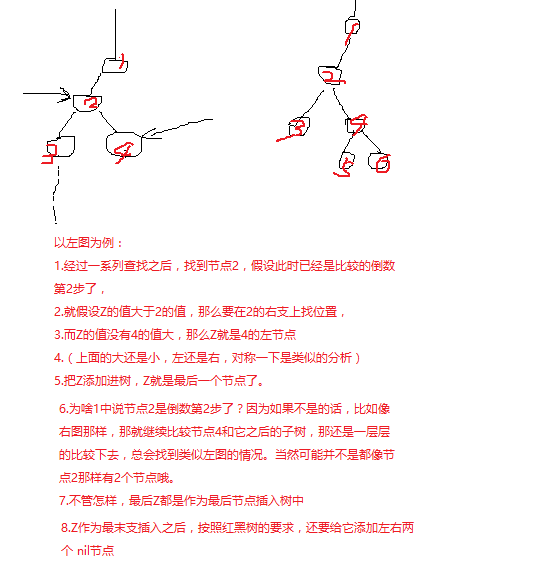 1
1
2
2
3
4
3
4
5
6
以左图为例：
1.经过一系列查找之后，找到节点2，假设此时已经是比较的倒数
第2步了，
2.就假设Z的值大于2的值，那么要在2的右支上找位置，
3.而Z的值没有4的值大，那么Z就是4的左节点
4.（上面的大还是小，左还是右，对称一下是类似的分析）
5.把Z添加进树，Z就是最后一个节点了。
6.为啥1中说节点2是倒数第2步了？因为如果不是的话，比如像
右图那样，那就继续比较节点4和它之后的子树，那还是一层层
的比较下去，总会找到类似左图的情况。当然可能并不是都像节
点2那样有2个节点哦。
7.不管怎样，最后Z都是作为最后节点插入树中
8.Z作为最末支插入之后，按照红黑树的要求，还要给它添加左右两
个 nil节点